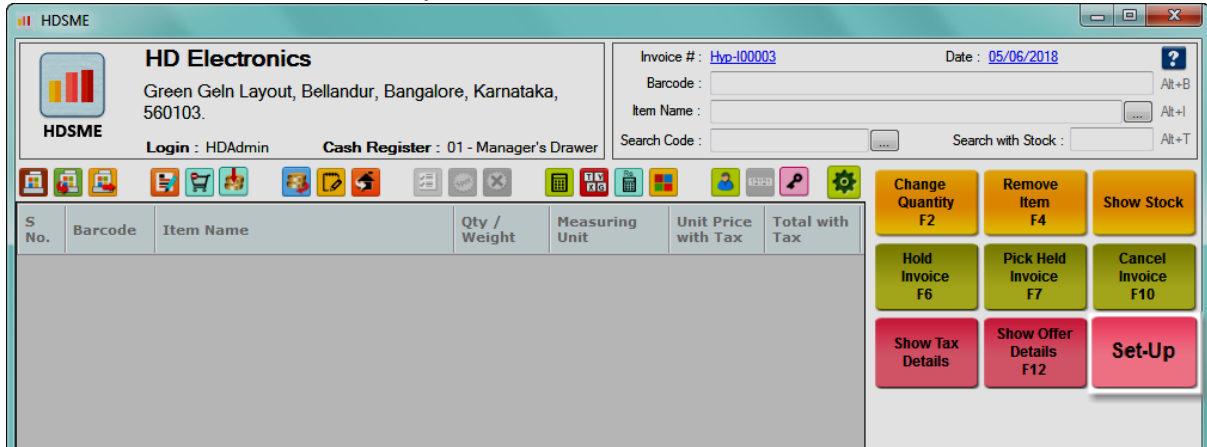 HDSME
HD Electronics
Green Geln Layout, Bellandur, Bangalore, Karnataka,
560103.
HDSME
Login : HDAdmin Cash Register : 01 - Manager's Drawer
Invoice # : Hyp-I00003 Date : 05/06/2018 ?
Barcode : Alt+B
Item Name : ... Alt+I
Search Code : ... Search with Stock : Alt+T
S No. Barcode Item Name Qty / Weight Measuring Unit Unit Price with Tax Total with Tax
Change
Quantity
F2
Remove
Item
F4
Show Stock
Hold
Invoice
F6
Pick Held
Invoice
F7
Cancel
Invoice
F10
Show Tax
Details
Show Offer
Details
F12
Set-Up